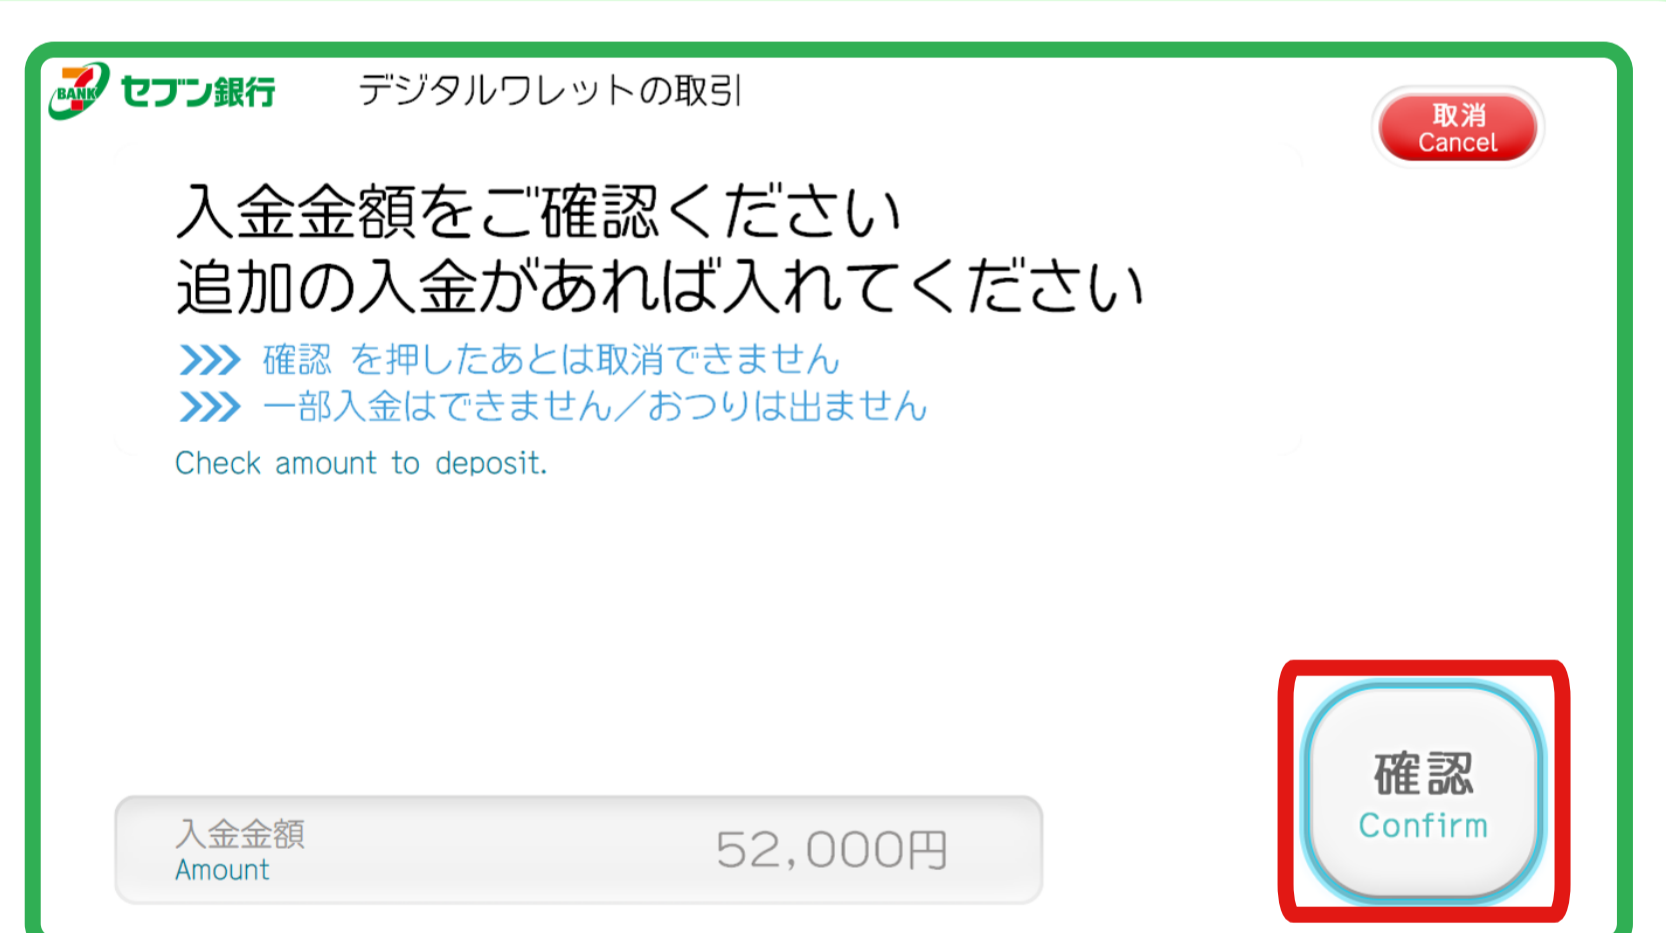 7 BANK セブン銀行 デジタルワレットの取引
取消
Cancel
入金金額をご確認ください
追加の入金があれば入れてください
>>> 確認 を押したあとは取消できません
>>> 一部入金はできません／おつりは出ません
Check amount to deposit.
入金金額
Amount
52,000円
確認
Confirm